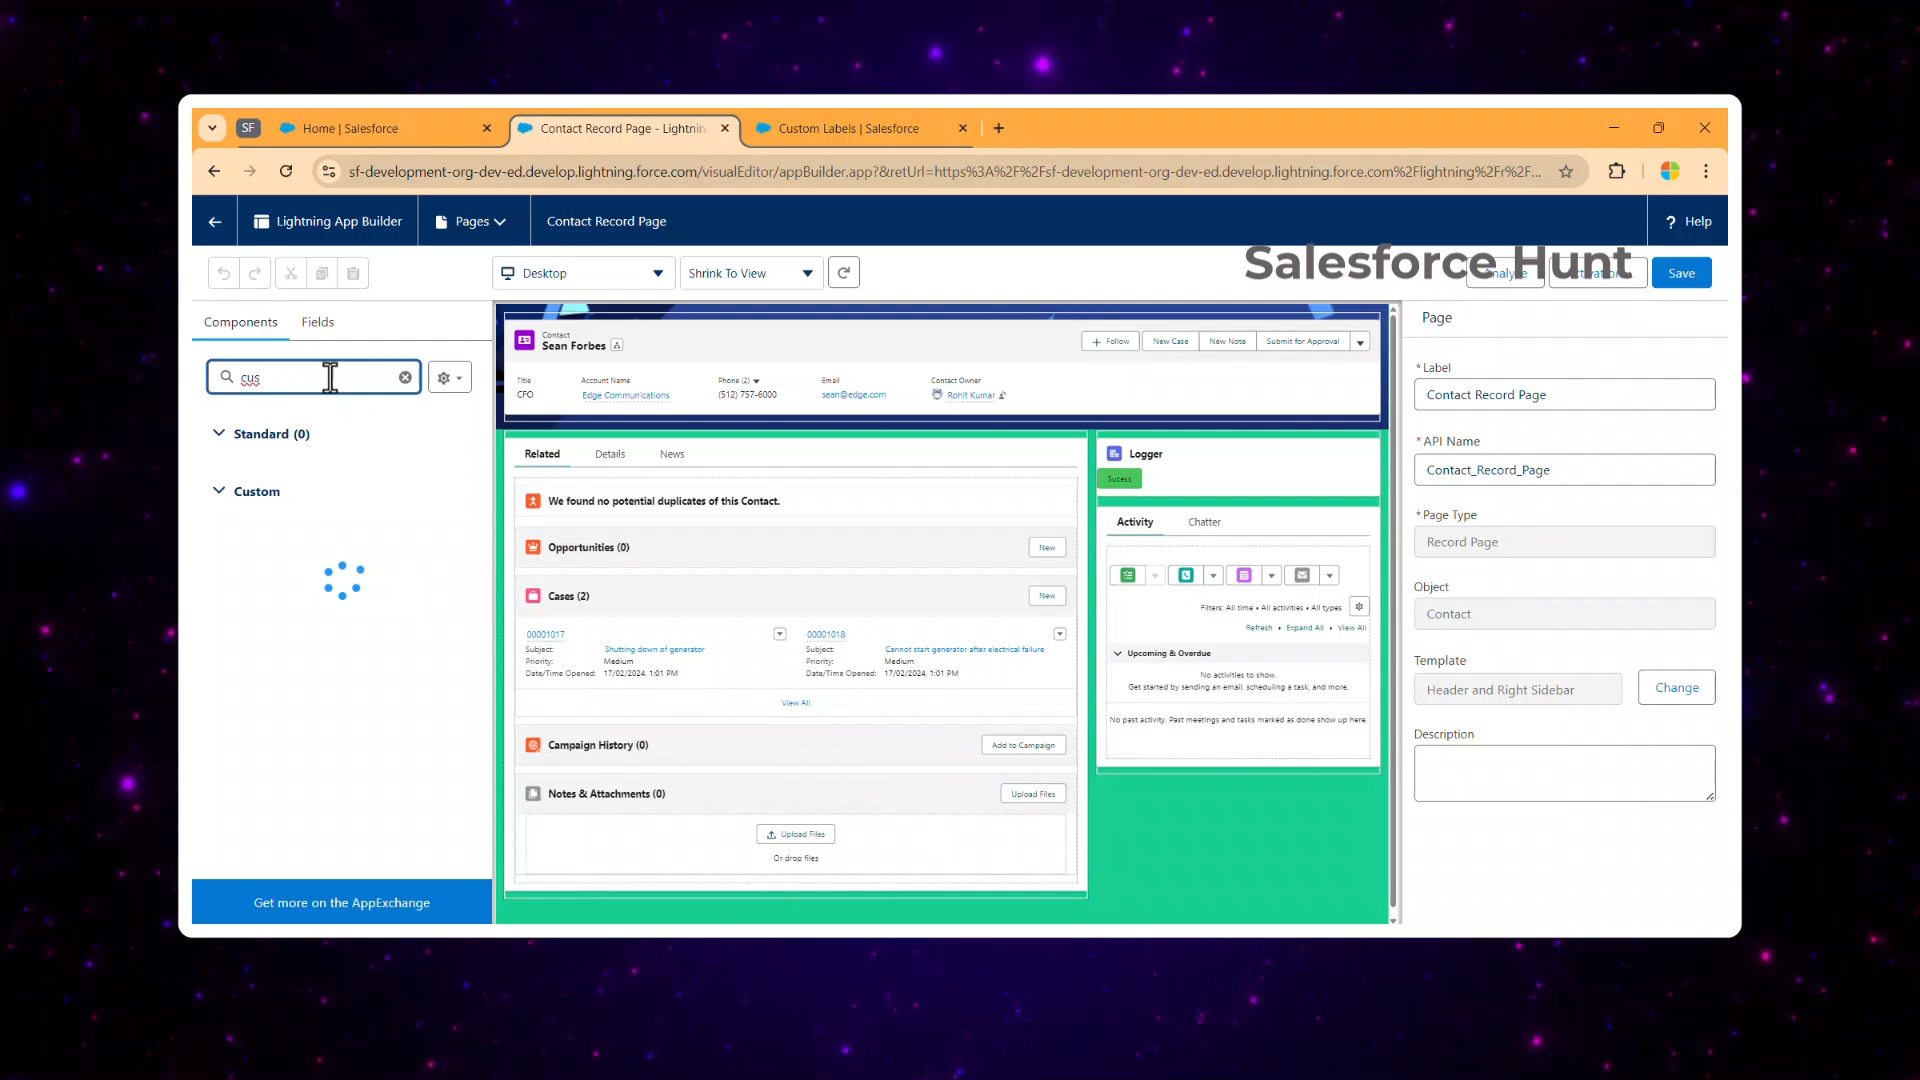 SF
Home | Salesforce
Contact Record Page - Lightnin
Custom Labels | Salesforce
sf-development-org-dev-ed.develop.lightning.force.com/visualEditor/appBuilder.app?&retUrl=https%3A%2F%2Fsf-development-org-dev-ed.develop.lightning.force.com%2Flightning%2Fr%2F...
Lightning App Builder
Pages
Contact Record Page
? Help
Salesforce Hunt
Desktop
Shrink To View
Analyze
Activation...
Save
Components
Fields
cus
Standard (0)
Custom
Get more on the AppExchange
Contact
Sean Forbes
+ Follow
New Case
New Note
Submit for Approval
Title
Account Name
Phone (2)
Email
Contact Owner
CFO
Edge Communications
(512) 757-6000
sean@edge.com
Rohit Kumar
Related
Details
News
We found no potential duplicates of this Contact.
Opportunities (0)
New
Cases (2)
New
00001017
Subject:
Shutting down of generator
Priority:
Medium
Date/Time Opened:
17/02/2024, 1:01 PM
00001018
Subject:
Cannot start generator after electrical failure
Priority:
Medium
Date/Time Opened:
17/02/2024, 1:01 PM
View All
Campaign History (0)
Add to Campaign
Notes & Attachments (0)
Upload Files
Upload Files
Or drop files
Logger
Sucess
Activity
Chatter
Filters: All time • All activities • All types
Refresh • Expand All • View All
Upcoming & Overdue
No activities to show.
Get started by sending an email, scheduling a task, and more.
No past activity. Past meetings and tasks marked as done show up here.
Page
* Label
Contact Record Page
* API Name
Contact_Record_Page
* Page Type
Record Page
Object
Contact
Template
Header and Right Sidebar
Change
Description